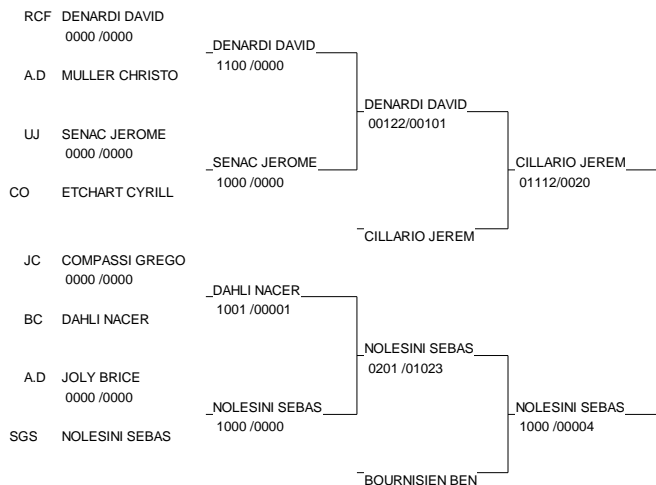 RCF DENARDI DAVID
0000 /0000
DENARDI DAVID
1100 /0000
A.D MULLER CHRISTO
DENARDI DAVID
00122/00101
UJ SENAC JEROME
0000 /0000
SENAC JEROME
1000 /0000
CILLARIO JEREM
01112/0020
CO ETCHART CYRILL
CILLARIO JEREM
JC COMPASSI GREGO
0000 /0000
DAHLI NACER
1001 /00001
BC DAHLI NACER
NOLESINI SEBAS
0201 /01023
A.D JOLY BRICE
0000 /0000
NOLESINI SEBAS
1000 /0000
NOLESINI SEBAS
1000 /00004
SGS NOLESINI SEBAS
BOURNISIEN BEN